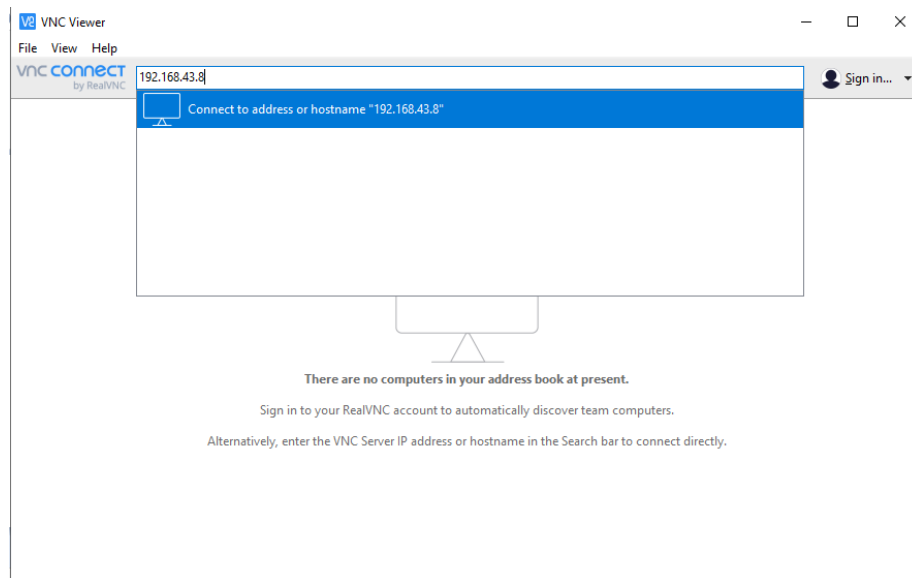 VNC Viewer
File View Help
vnc connect
by RealVNC
192.168.43.8
Sign in...
Connect to address or hostname "192.168.43.8"
There are no computers in your address book at present.
Sign in to your RealVNC account to automatically discover team computers.
Alternatively, enter the VNC Server IP address or hostname in the Search bar to connect directly.